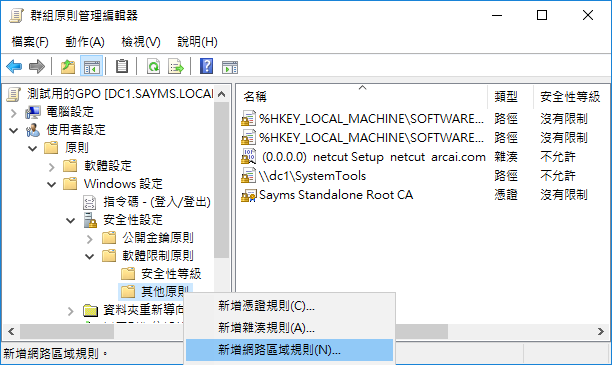 群組原則管理編輯器
檔案(F) 動作(A) 檢視(V) 說明(H)
測試用的GPO [DC1.SAYMS.LOCA
電腦設定
使用者設定
原則
軟體設定
Windows 設定
指令碼 - (登入/登出)
安全性設定
公開金鑰原則
軟體限制原則
安全性等級
其他原則
資料夾重新導向
名稱 類型 安全性等級
%HKEY_LOCAL_MACHINE\SOFTWARE... 路徑 沒有限制
%HKEY_LOCAL_MACHINE\SOFTWARE... 路徑 沒有限制
(0.0.0.0) netcut Setup netcut arcai.com 雜湊 不允許
\\dc1\SystemTools 路徑 不允許
Sayms Standalone Root CA 憑證 沒有限制
新增憑證規則(C)...
新增雜湊規則(A)...
新增網路區域規則(N)...
新增網路區域規則。